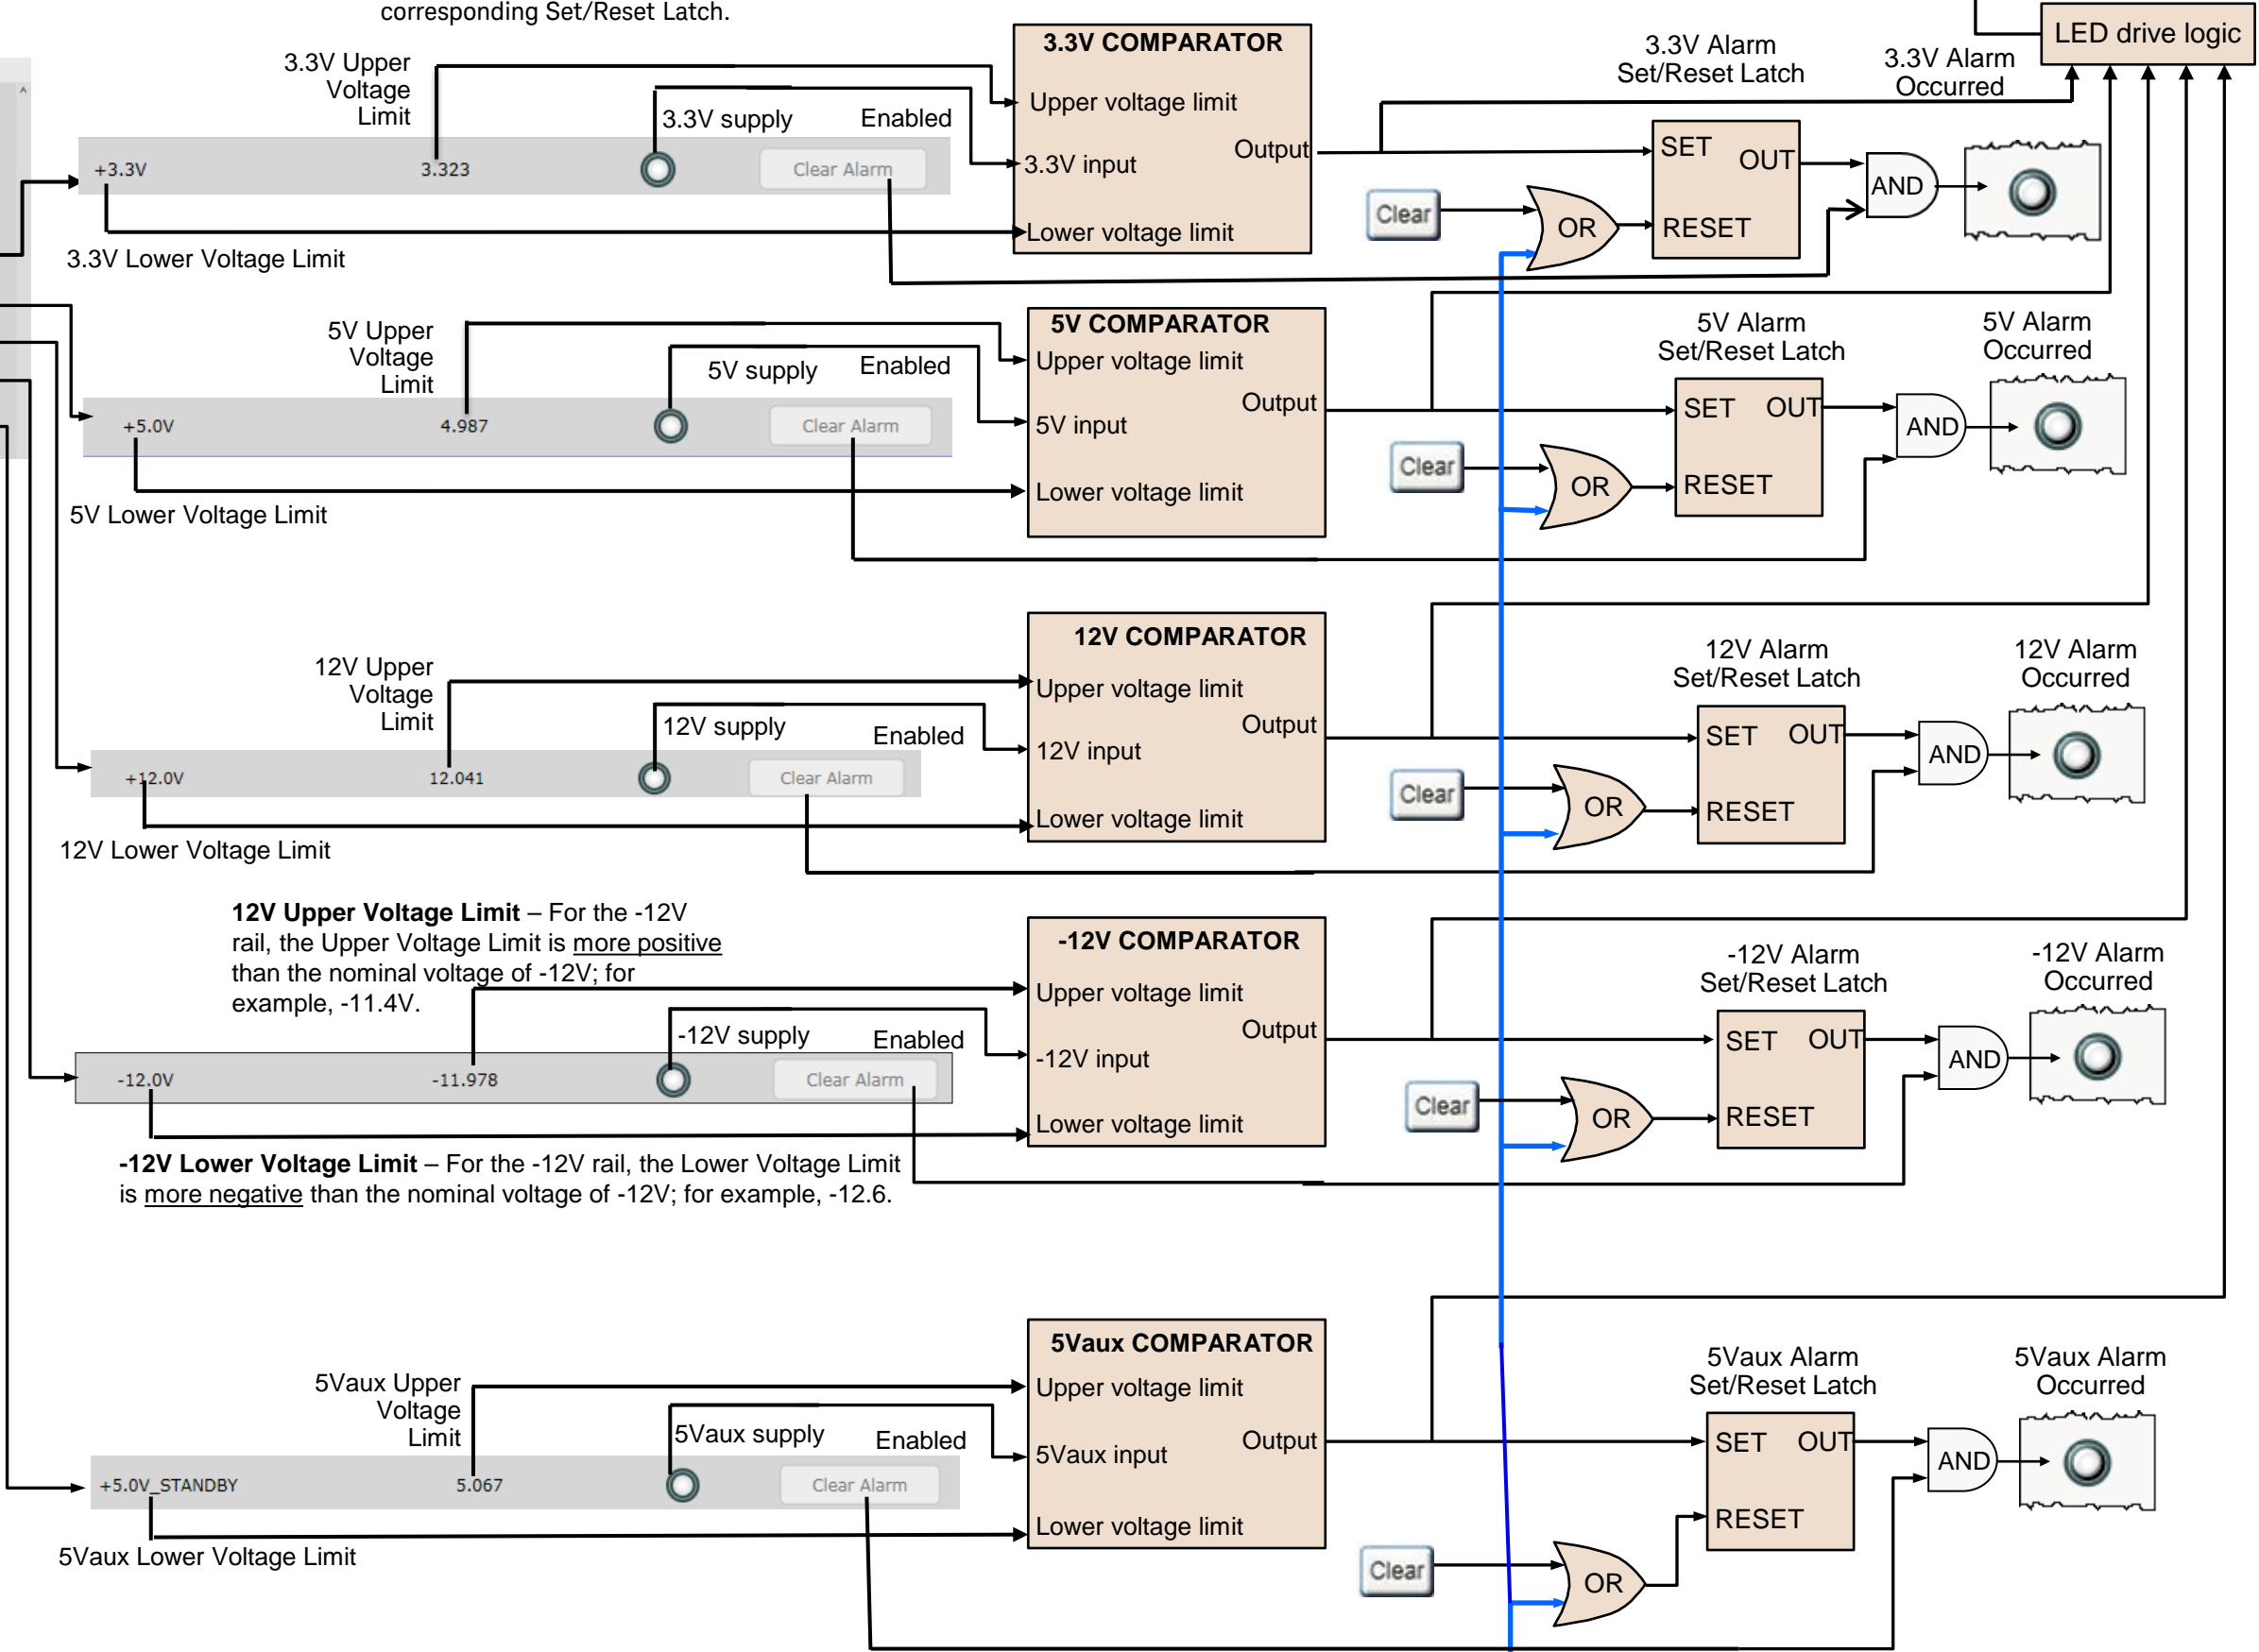 corresponding Set/Reset Latch.
LED drive logic
3.3V Upper
Voltage
Limit
3.3V supply
Enabled
+3.3V
3.323
Clear Alarm
3.3V Lower Voltage Limit
3.3V COMPARATOR
Upper voltage limit
Output
3.3V input
Lower voltage limit
3.3V Alarm
Set/Reset Latch
3.3V Alarm
Occurred
SET
OUT
RESET
Clear
OR
AND
5V Upper
Voltage
Limit
5V supply
Enabled
+5.0V
4.987
Clear Alarm
5V Lower Voltage Limit
5V COMPARATOR
Upper voltage limit
Output
5V input
Lower voltage limit
5V Alarm
Set/Reset Latch
5V Alarm
Occurred
SET
OUT
RESET
Clear
OR
AND
12V Upper
Voltage
Limit
12V supply
Enabled
+12.0V
12.041
Clear Alarm
12V Lower Voltage Limit
12V COMPARATOR
Upper voltage limit
Output
12V input
Lower voltage limit
12V Alarm
Set/Reset Latch
12V Alarm
Occurred
SET
OUT
RESET
Clear
OR
AND
12V Upper Voltage Limit – For the -12V
rail, the Upper Voltage Limit is more positive
than the nominal voltage of -12V; for
example, -11.4V.
-12V supply
Enabled
-12.0V
-11.978
Clear Alarm
-12V Lower Voltage Limit – For the -12V rail, the Lower Voltage Limit
is more negative than the nominal voltage of -12V; for example, -12.6.
-12V COMPARATOR
Upper voltage limit
Output
-12V input
Lower voltage limit
-12V Alarm
Set/Reset Latch
-12V Alarm
Occurred
SET
OUT
RESET
Clear
OR
AND
5Vaux Upper
Voltage
Limit
5Vaux supply
Enabled
+5.0V_STANDBY
5.067
Clear Alarm
5Vaux Lower Voltage Limit
5Vaux COMPARATOR
Upper voltage limit
Output
5Vaux input
Lower voltage limit
5Vaux Alarm
Set/Reset Latch
5Vaux Alarm
Occurred
SET
OUT
RESET
Clear
OR
AND